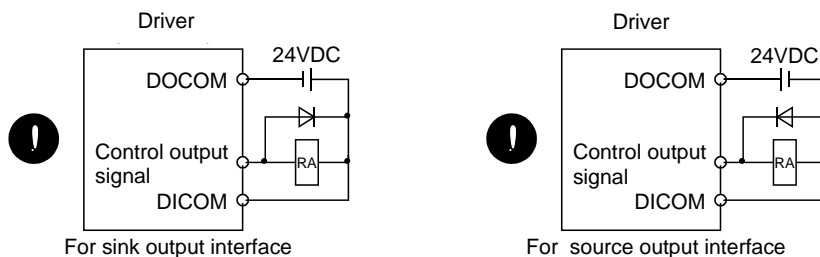 Driver
24VDC
DOCOM
Control output
signal
RA
DICOM
For sink output interface
Driver
24VDC
DOCOM
Control output
signal
RA
DICOM
For source output interface